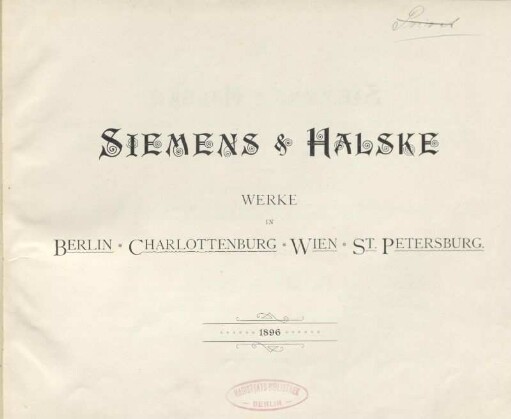 SIEMENS & HALSKE
WERKE
IN
BERLIN * CHARLOTTENBURG * WIEN * ST. PETERSBURG.
1896
BERLIN